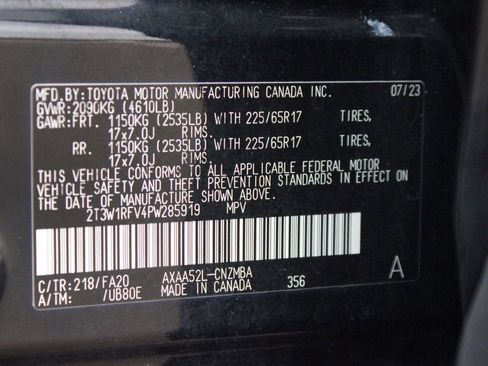 MFD.BY:TOYOTA MOTOR MANUFACTURING CANADA INC. 07/23
GVWR:2090KG (4610LB)
GAWR:FRT. 1150KG (2535LB) WITH 225/65R17 TIRES,
17x7.0J RIMS.
RR. 1150KG (2535LB) WITH 225/65R17 TIRES,
17x7.0J RIMS.
THIS VEHICLE CONFORMS TO ALL APPLICABLE FEDERAL MOTOR
VEHICLE SAFETY AND THEFT PREVENTION STANDARDS IN EFFECT ON
THE DATE OF MANUFACTURE SHOWN ABOVE.
2T3W1RFV4PW285919 MPV
C/TR:218/FA20 AXAA52L-CNZMBA A
A/TM: /UB80E MADE IN CANADA 356